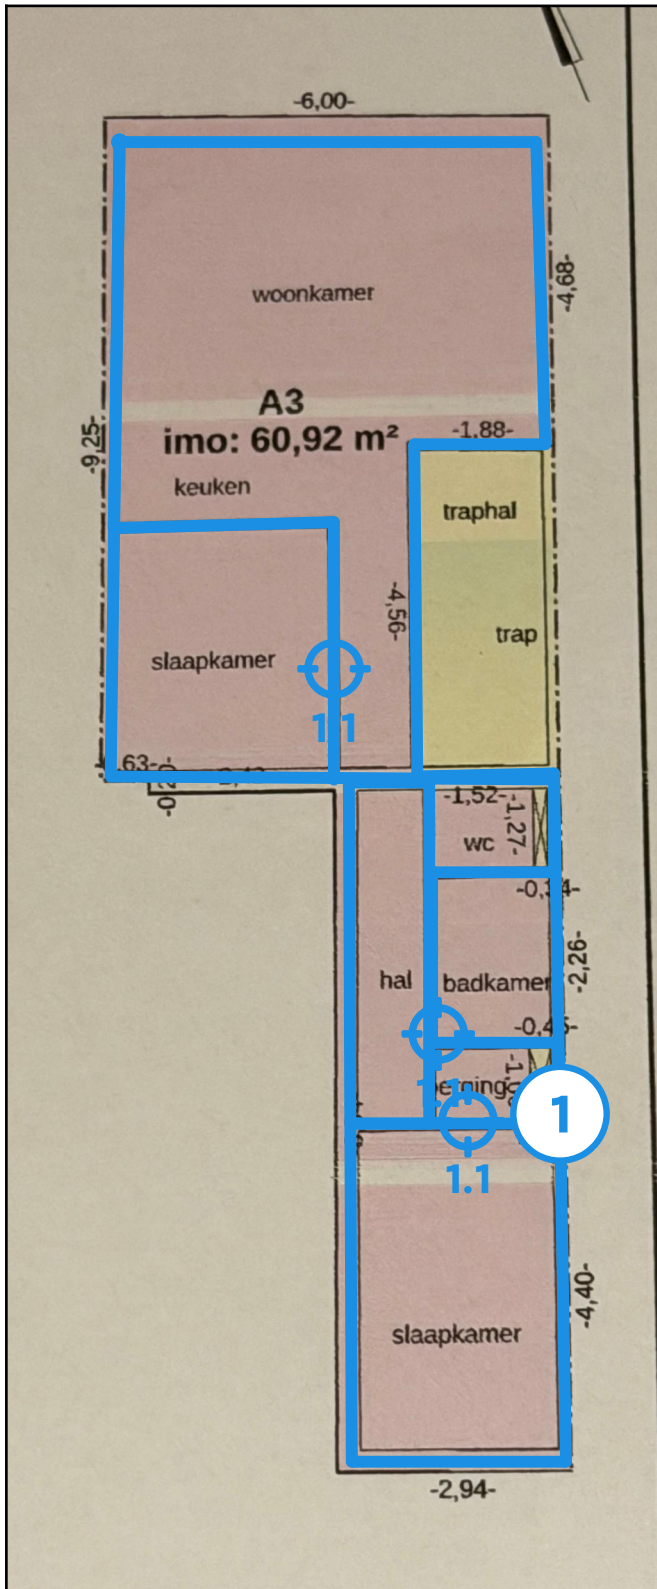 -6,00-
-4,68-
woonkamer
A3
imo: 60,92 m²
-9,25-
-1,88-
keuken
traphal
-4,56-
trap
slaapkamer
1.1
63-
-1,52-
-1,27-
wc
hal
badkamer
-2,26-
berging
1
1.1
slaapkamer
-4,40-
-2,94-